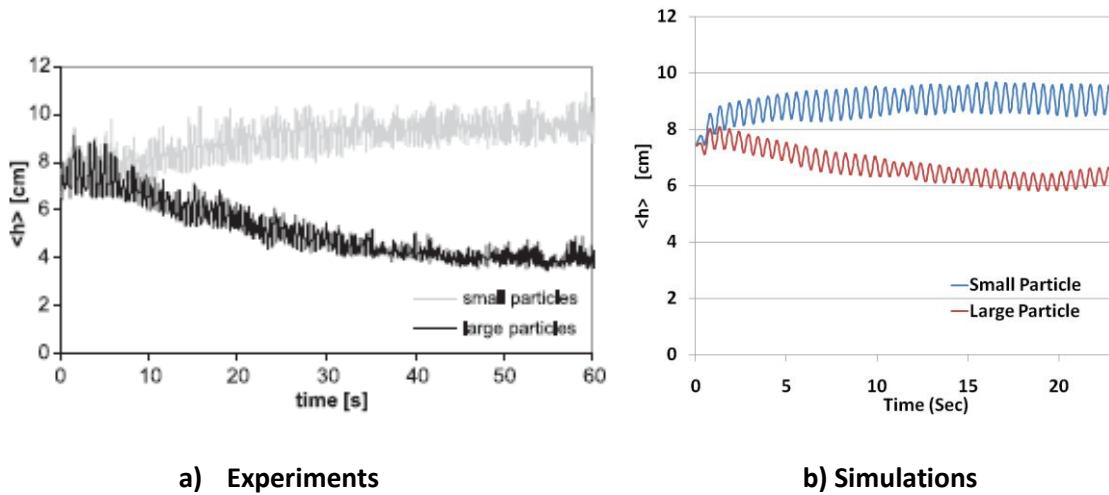 12
10
8
6
4
2
0
<h> [cm]
small particles
large particles
0 10 20 30 40 50 60
time [s]
a) Experiments
12
10
8
6
4
2
0
<h> [cm]
Small Particle
Large Particle
0 5 10 15 20
Time (Sec)
b) Simulations